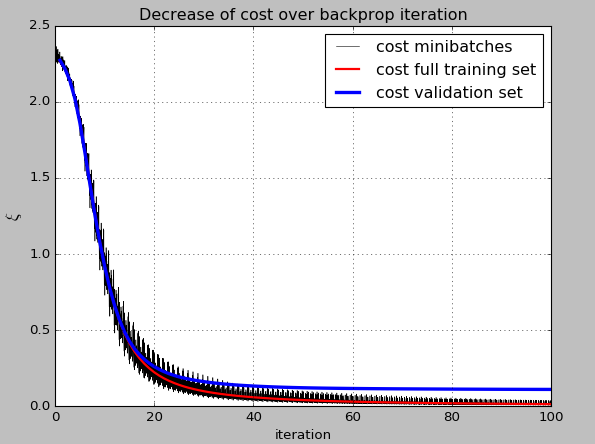 Decrease of cost over backprop iteration
2.5
2.0
1.5
1.0
0.5
0.0
ξ
cost minibatches
cost full training set
cost validation set
0 20 40 60 80 100
iteration